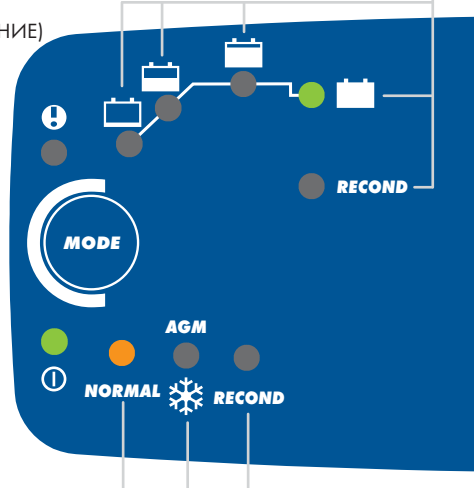 НИЕ)
RECOND
MODE
AGM
NORMAL
RECOND